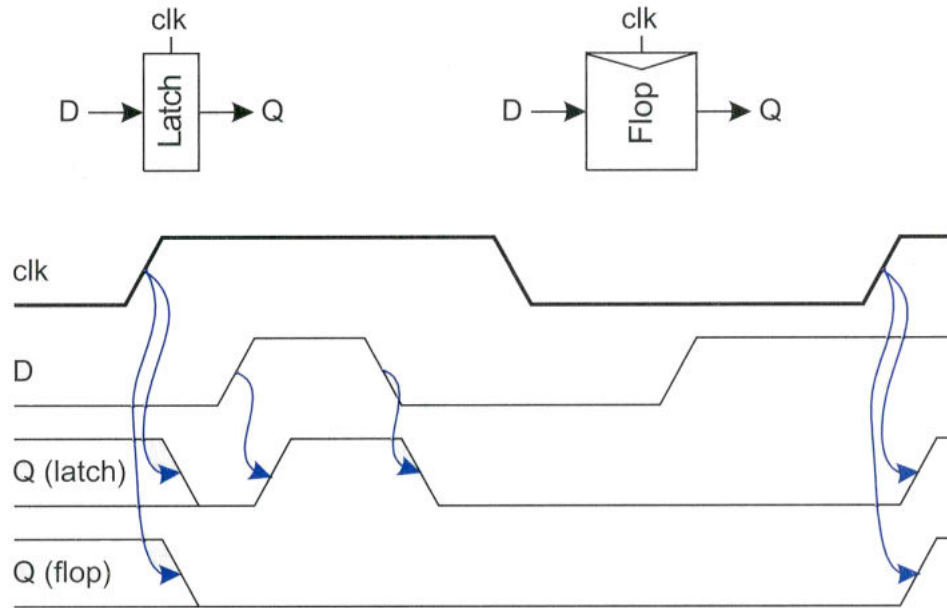 clk
clk
D
Latch
Q
D
Flop
Q
clk
D
Q (latch)
Q (flop)